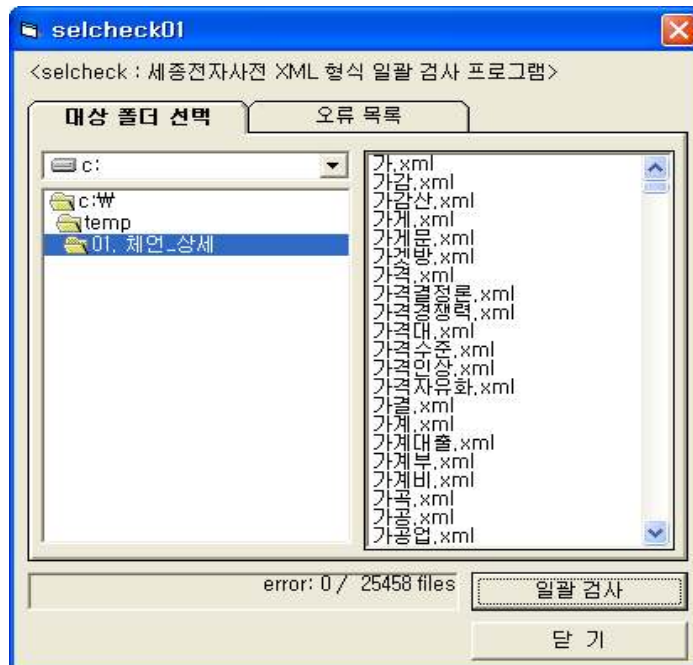 selcheck01
<selcheck : 세종전자사전 XML 형식 일괄 검사 프로그램>
대상 폴더 선택
오류 목록
c:
c:₩
temp
01. 체언_상세
가.xml
가감.xml
가감산.xml
가게.xml
가게문.xml
가겟방.xml
가격.xml
가격결정론.xml
가격경쟁력.xml
가격대.xml
가격수준.xml
가격인상.xml
가격자유화.xml
가결.xml
가계.xml
가계대출.xml
가계부.xml
가계비.xml
가곡.xml
가공.xml
가공업.xml
error: 0 / 25458 files
일괄 검사
닫 기